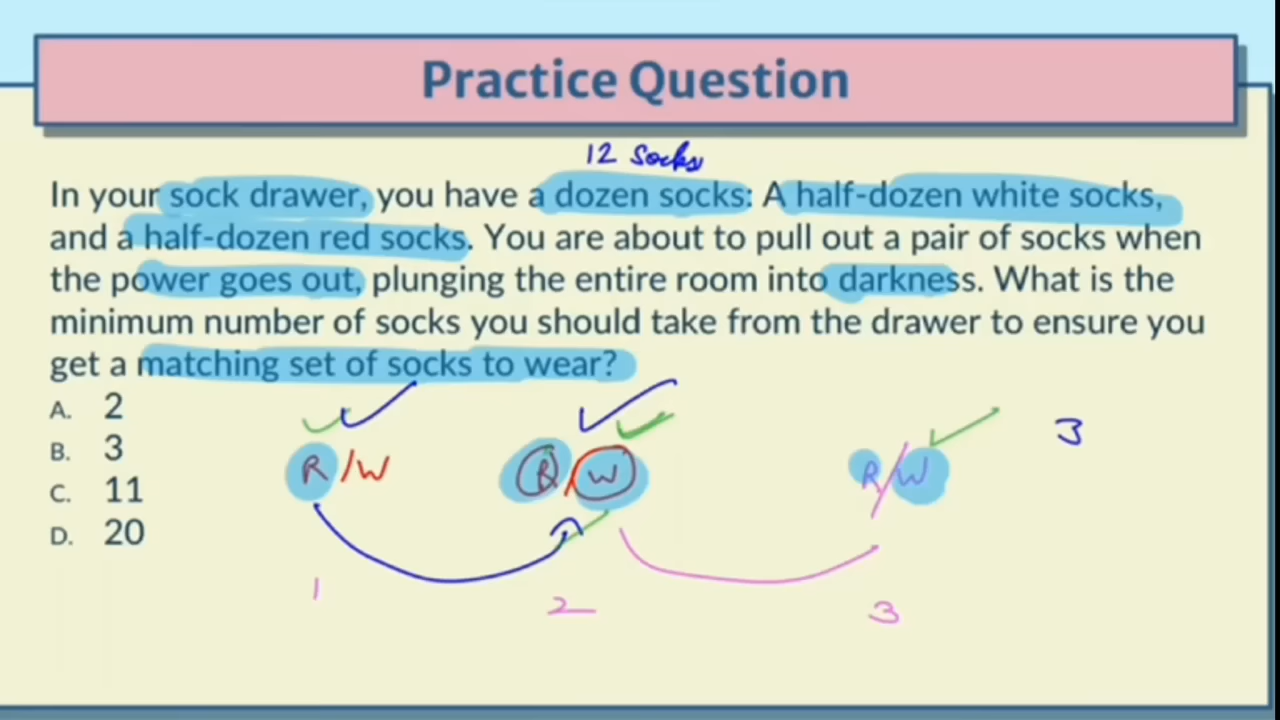 Practice Question
12 Socks
In your sock drawer, you have a dozen socks: A half-dozen white socks,
and a half-dozen red socks. You are about to pull out a pair of socks when
the power goes out, plunging the entire room into darkness. What is the
minimum number of socks you should take from the drawer to ensure you
get a matching set of socks to wear?
A. 2
B. 3
C. 11
D. 20
R/W R/W R/W 3
1 2 3